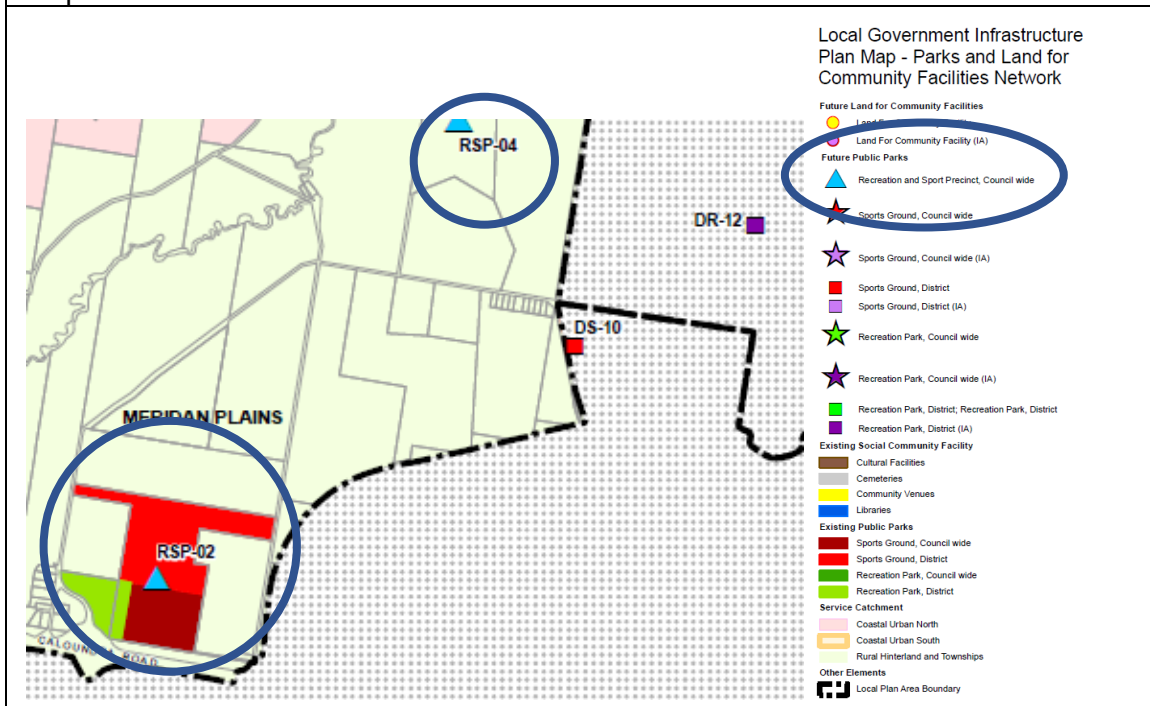 Local Government Infrastructure
Plan Map - Parks and Land for
Community Facilities Network
Future Land for Community Facilities
Land For Community Facility (IA)
Future Public Parks
Recreation and Sport Precinct, Council wide
Sports Ground, Council wide
Sports Ground, Council wide (IA)
Sports Ground, District
Sports Ground, District (IA)
Recreation Park, Council wide
Recreation Park, Council wide (IA)
Recreation Park, District; Recreation Park, District
Recreation Park, District (IA)
Existing Social Community Facility
Cultural Facilities
Cemeteries
Community Venues
Libraries
Existing Public Parks
Sports Ground, Council wide
Sports Ground, District
Recreation Park, Council wide
Recreation Park, District
Service Catchment
Coastal Urban North
Coastal Urban South
Rural Hinterland and Townships
Other Elements
Local Plan Area Boundary
RSP-04
DR-12
DS-10
MERIDAN PLAINS
RSP-02
ROAD